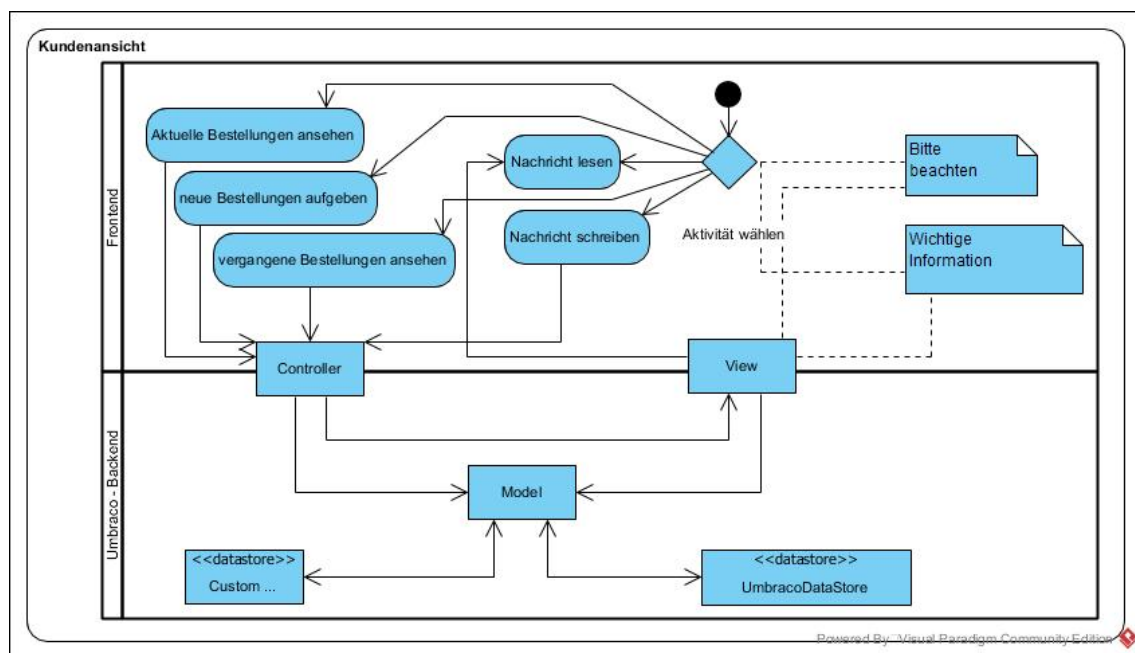 Kundenansicht
Frontend
Aktuelle Bestellungen ansehen
neue Bestellungen aufgeben
vergangene Bestellungen ansehen
Nachricht lesen
Nachricht schreiben
Aktivität wählen
Bitte
beachten
Wichtige
Information
Controller
View
Umbraco - Backend
Model
<<datastore>>
Custom ...
<<datastore>>
UmbracoDataStore
Powered By Visual Paradigm Community Edition